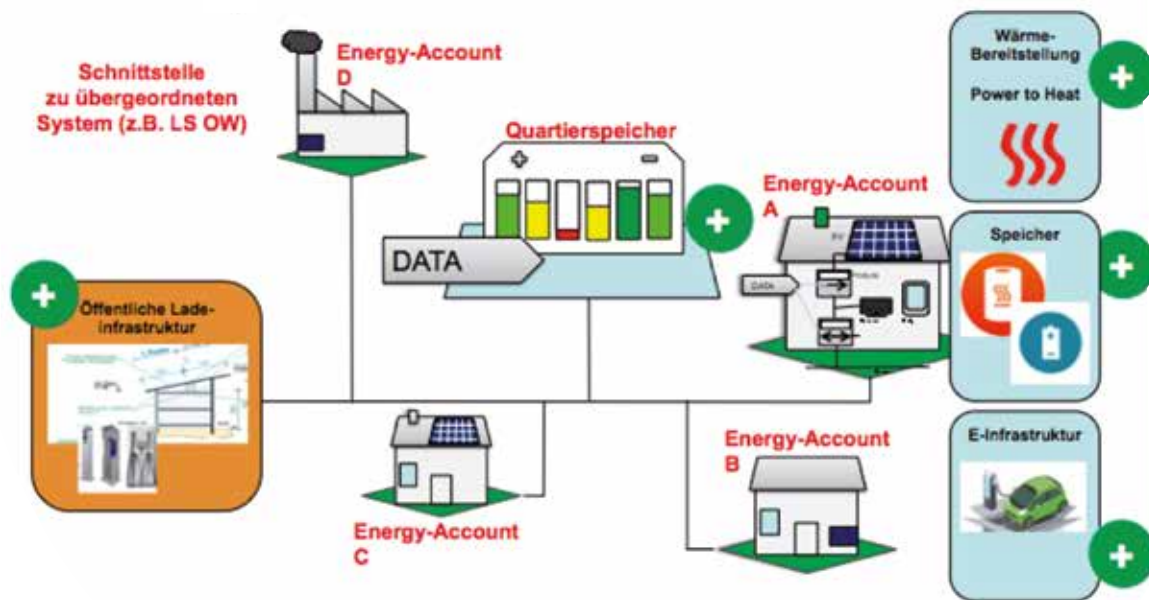 Schnittstelle
zu übergeordneten
System (z.B. LS OW)
Energy-Account
D
Quartierspeicher
DATA
Energy-Account
A
PV
DATA
Wärme-
Bereitstellung
Power to Heat
Speicher
E-Infrastruktur
Öffentliche Lade-
infrastruktur
Energy-Account
C
Energy-Account
B